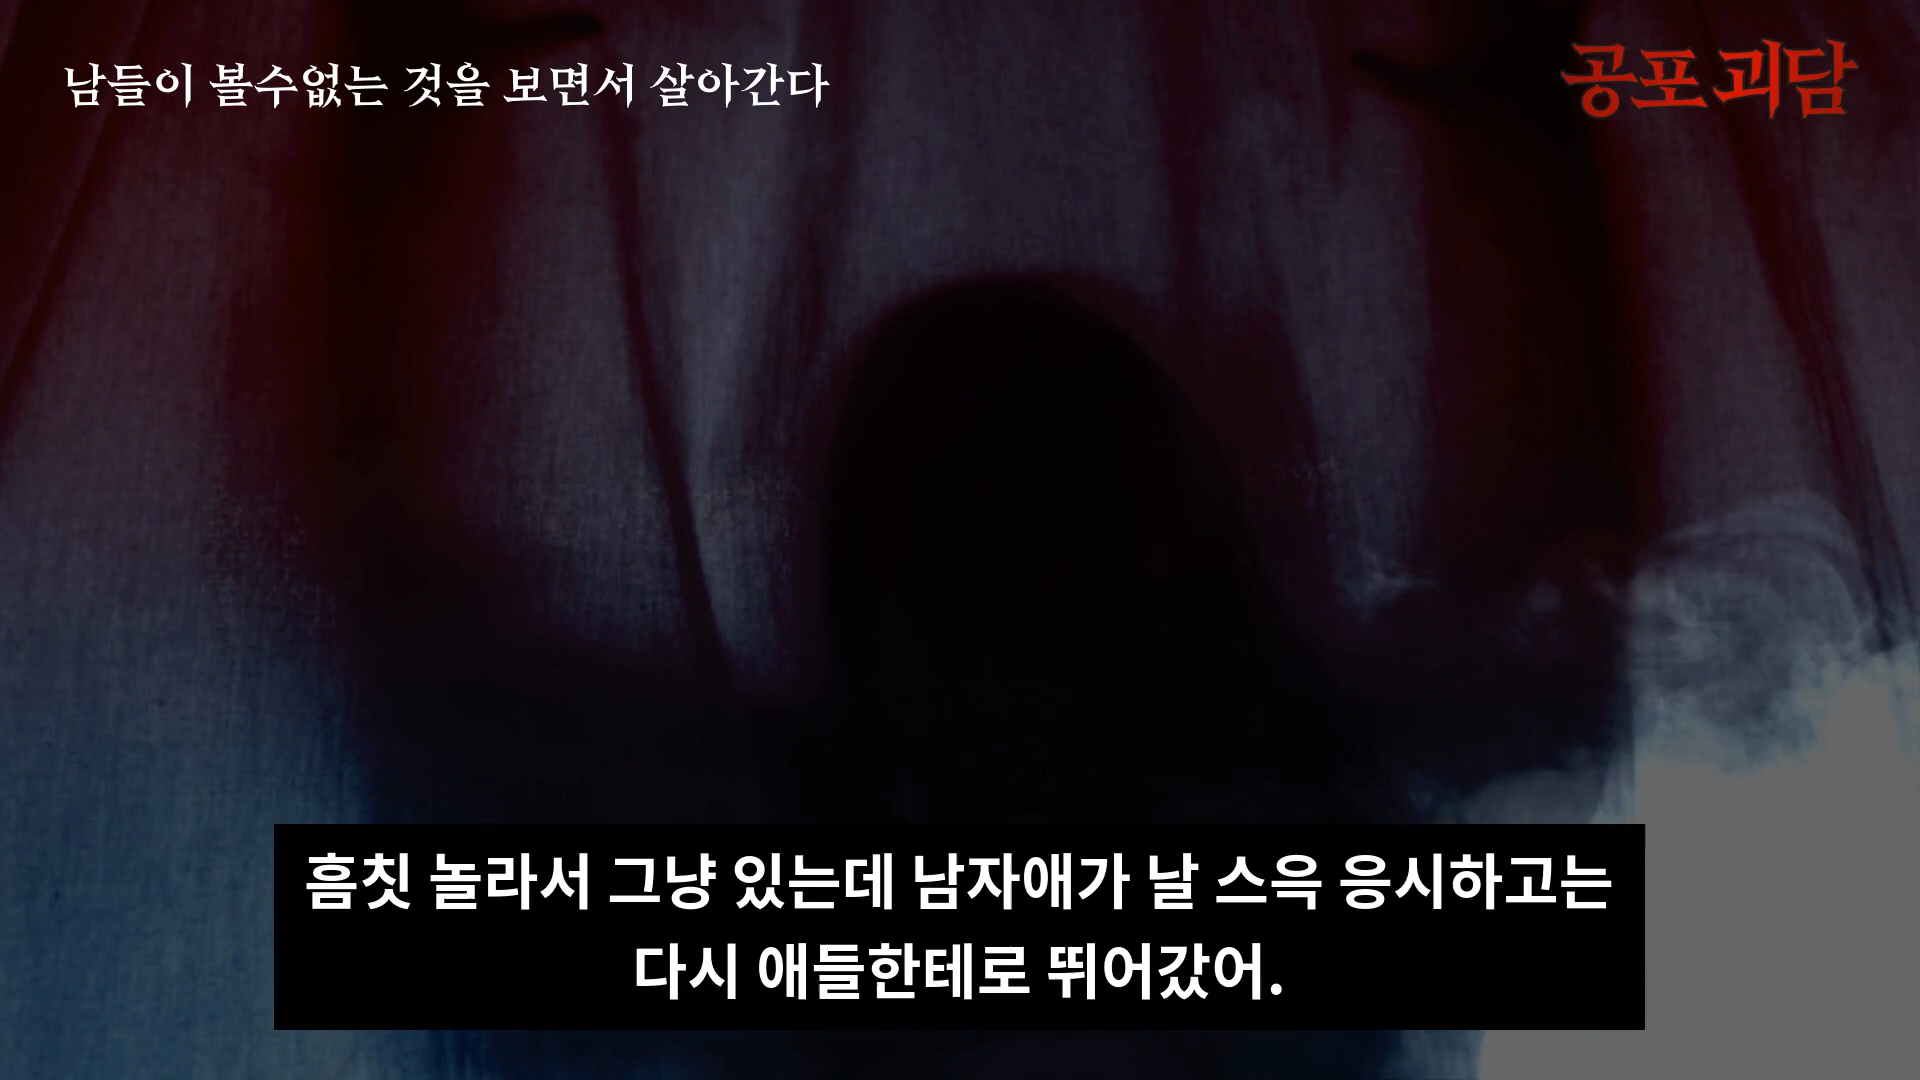 남들이 볼수없는 것을 보면서 살아간다
공포괴담
흠칫 놀라서 그냥 있는데 남자애가 날 스윽 응시하고는
다시 애들한테로 뛰어갔어.